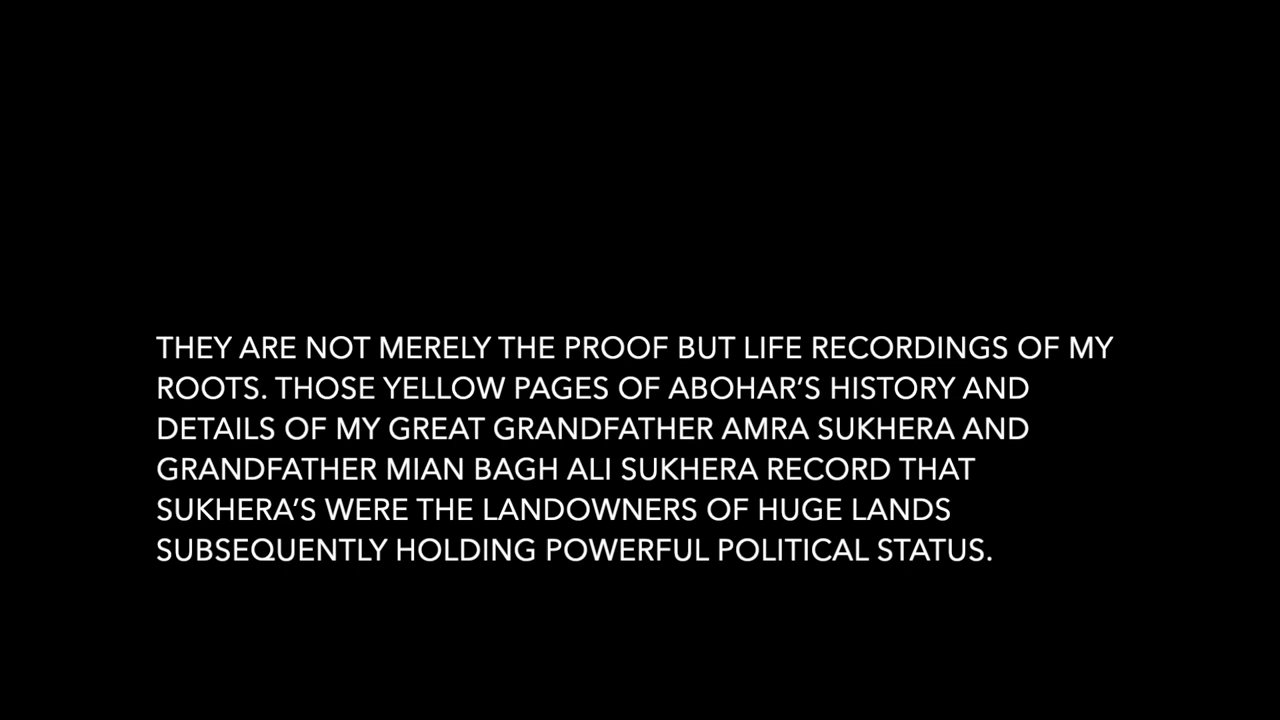 THEY ARE NOT MERELY THE PROOF BUT LIFE RECORDINGS OF MY
ROOTS. THOSE YELLOW PAGES OF ABOHAR’S HISTORY AND
DETAILS OF MY GREAT GRANDFATHER AMRA SUKHERA AND
GRANDFATHER MIAN BAGH ALI SUKHERA RECORD THAT
SUKHERA’S WERE THE LANDOWNERS OF HUGE LANDS
SUBSEQUENTLY HOLDING POWERFUL POLITICAL STATUS.